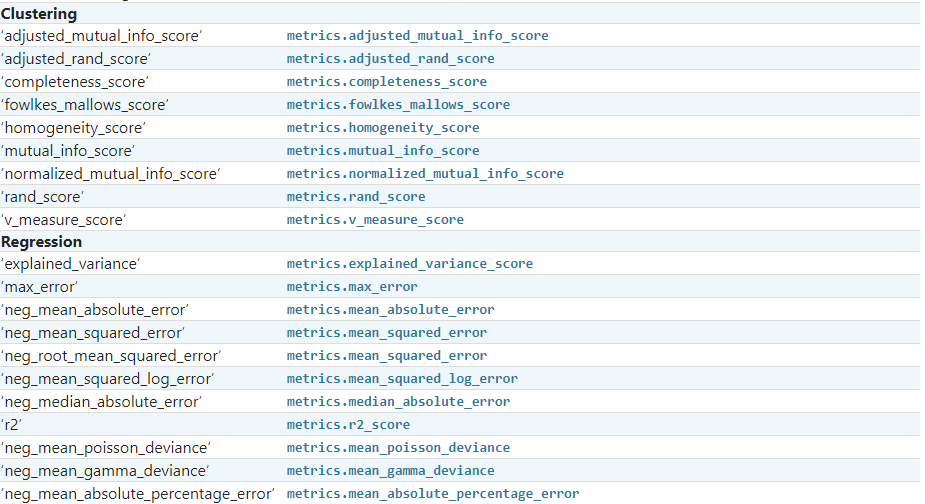 Clustering
‘adjusted_mutual_info_score’ metrics.adjusted_mutual_info_score
‘adjusted_rand_score’ metrics.adjusted_rand_score
‘completeness_score’ metrics.completeness_score
‘fowlkes_mallows_score’ metrics.fowlkes_mallows_score
‘homogeneity_score’ metrics.homogeneity_score
‘mutual_info_score’ metrics.mutual_info_score
‘normalized_mutual_info_score’ metrics.normalized_mutual_info_score
‘rand_score’ metrics.rand_score
‘v_measure_score’ metrics.v_measure_score
Regression
‘explained_variance’ metrics.explained_variance_score
‘max_error’ metrics.max_error
‘neg_mean_absolute_error’ metrics.mean_absolute_error
‘neg_mean_squared_error’ metrics.mean_squared_error
‘neg_root_mean_squared_error’ metrics.mean_squared_error
‘neg_mean_squared_log_error’ metrics.mean_squared_log_error
‘neg_median_absolute_error’ metrics.median_absolute_error
‘r2’ metrics.r2_score
‘neg_mean_poisson_deviance’ metrics.mean_poisson_deviance
‘neg_mean_gamma_deviance’ metrics.mean_gamma_deviance
‘neg_mean_absolute_percentage_error’ metrics.mean_absolute_percentage_error